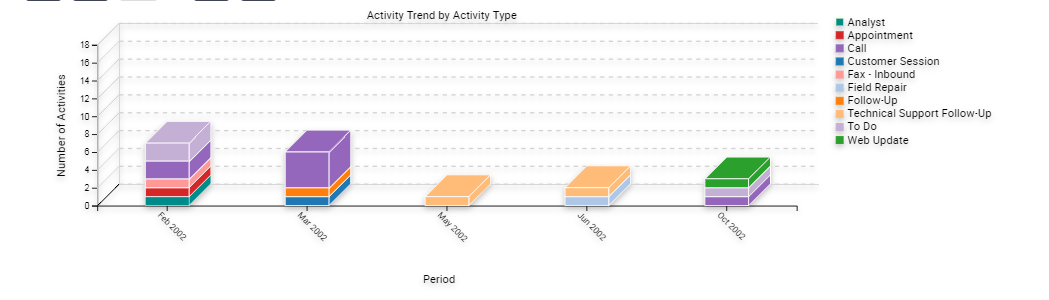 Activity Trend by Activity Type
Number of Activities
18
16
14
12
10
8
6
4
2
0
Feb 2002
Mar 2002
May 2002
Jun 2002
Oct 2002
Period
Analyst
Appointment
Call
Customer Session
Fax - Inbound
Field Repair
Follow-Up
Technical Support Follow-Up
To Do
Web Update